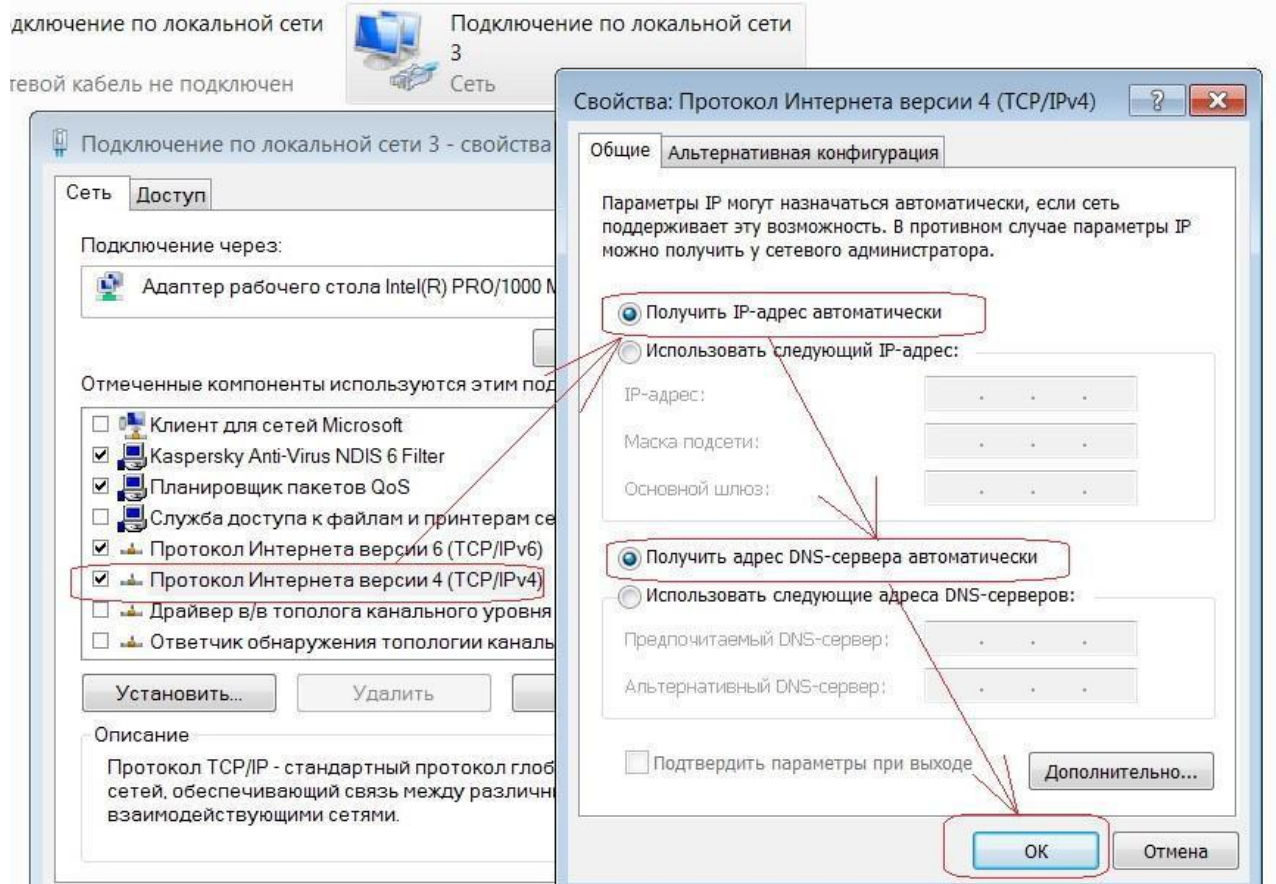 дключение по локальной сети
тевой кабель не подключен
Подключение по локальной сети
3
Сеть
Подключение по локальной сети 3 - свойства
Сеть
Доступ
Подключение через:
Адаптер рабочего стола Intel(R) PRO/1000 M
Отмеченные компоненты используются этим под
Клиент для сетей Microsoft
Kaspersky Anti-Virus NDIS 6 Filter
Планировщик пакетов QoS
Служба доступа к файлам и принтерам се
Протокол Интернета версии 6 (TCP/IPv6)
Протокол Интернета версии 4 (TCP/IPv4)
Драйвер в/в тополога канального уровня
Ответчик обнаружения топологии каналь
Установить...
Удалить
Описание
Протокол TCP/IP - стандартный протокол глоб
сетей, обеспечивающий связь между различн
взаимодействующими сетями.
Свойства: Протокол Интернета версии 4 (TCP/IPv4)
Общие
Альтернативная конфигурация
Параметры IP могут назначаться автоматически, если сеть
поддерживает эту возможность. В противном случае параметры IP
можно получить у сетевого администратора.
Получить IP-адрес автоматически
Использовать следующий IP-адрес:
IP-адрес:
Маска подсети:
Основной шлюз:
Получить адрес DNS-сервера автоматически
Использовать следующие адреса DNS-серверов:
Предпочитаемый DNS-сервер:
Альтернативный DNS-сервер:
Подтвердить параметры при выходе
Дополнительно...
ОК
Отмена